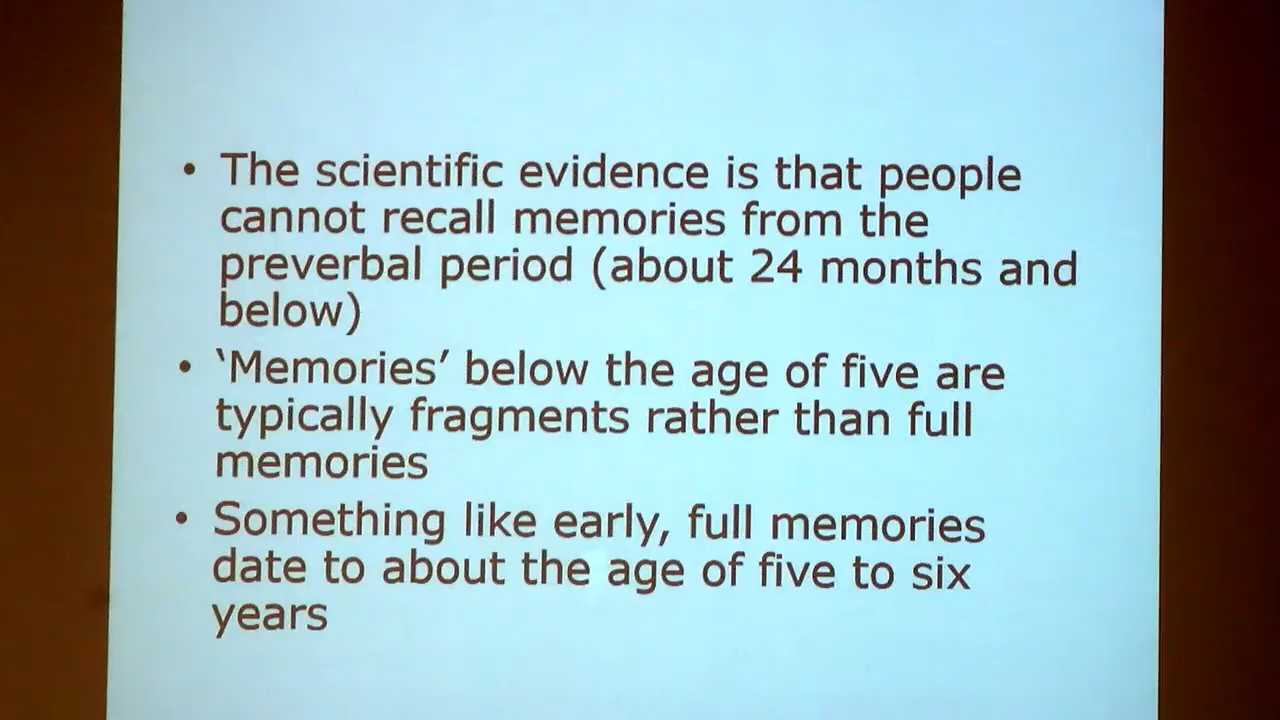 • The scientific evidence is that people
cannot recall memories from the
preverbal period (about 24 months and
below)
• ‘Memories’ below the age of five are
typically fragments rather than full
memories
• Something like early, full memories
date to about the age of five to six
years